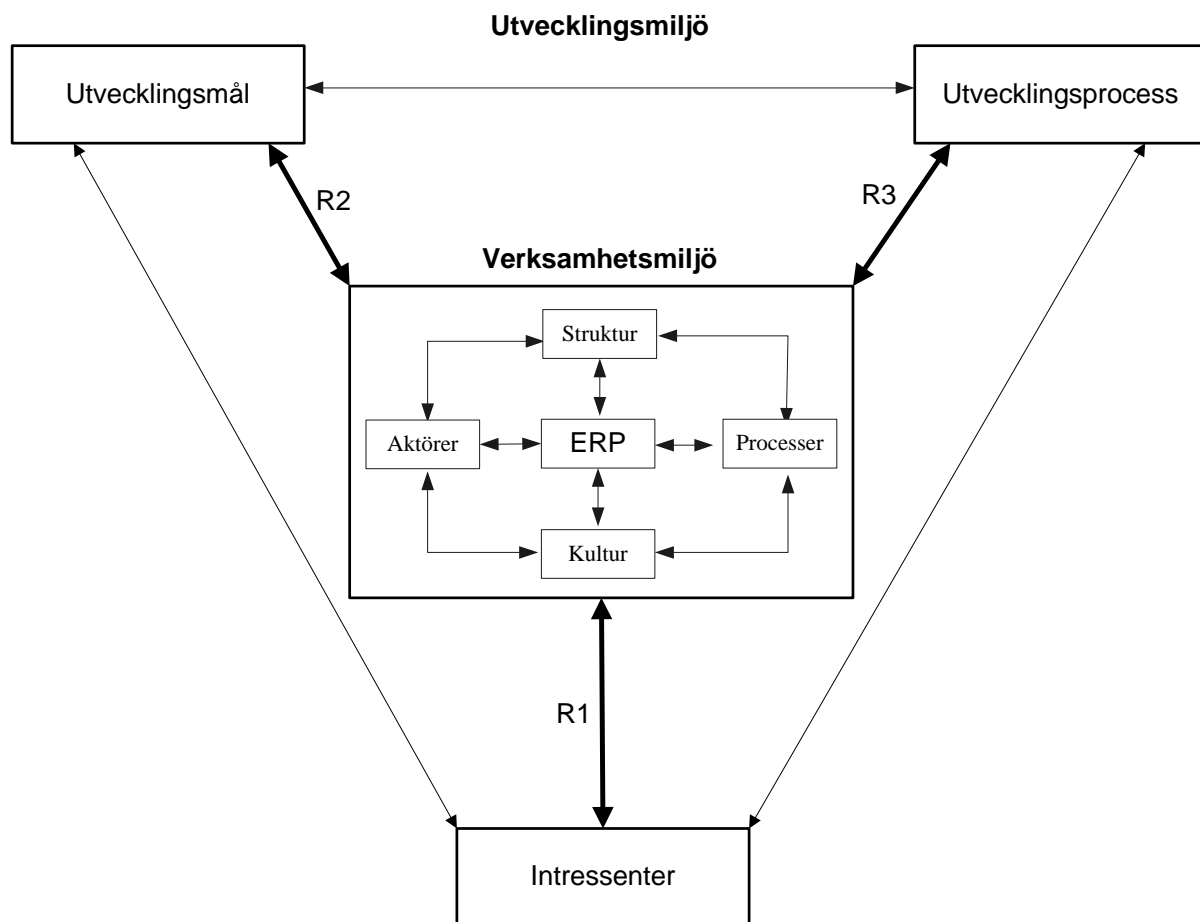 Utvecklingsmiljö
Utvecklingsmål
Utvecklingsprocess
R2
R3
Verksamhetsmiljö
Struktur
Aktörer
ERP
Processer
Kultur
R1
Intressenter